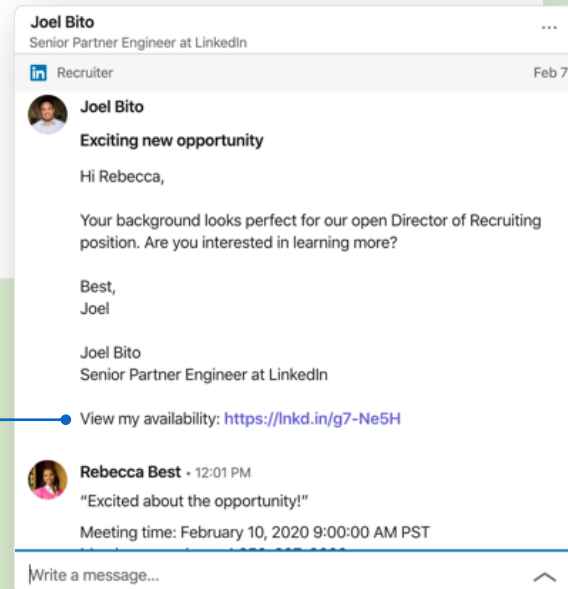 Joel Bito
...
Senior Partner Engineer at LinkedIn
in Recruiter Feb 7
Joel Bito
Exciting new opportunity
Hi Rebecca,
Your background looks perfect for our open Director of Recruiting
position. Are you interested in learning more?
Best,
Joel
Joel Bito
Senior Partner Engineer at LinkedIn
View my availability: https://lnkd.in/g7-Ne5H
Rebecca Best • 12:01 PM
“Excited about the opportunity!”
Meeting time: February 10, 2020 9:00:00 AM PST
Write a message...